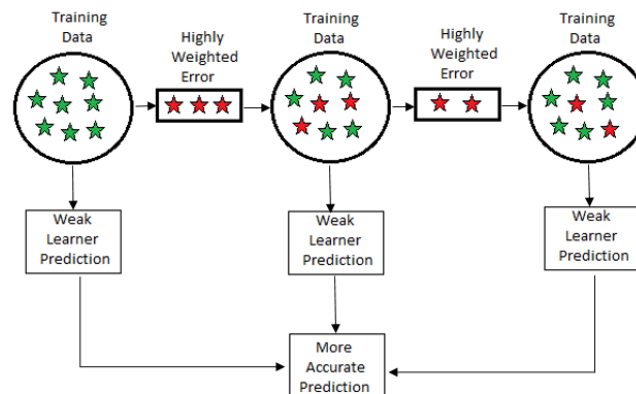 Training
Data
Highly
Weighted
Error
Training
Data
Highly
Weighted
Error
Training
Data
Weak
Learner
Prediction
Weak
Learner
Prediction
Weak
Learner
Prediction
More
Accurate
Prediction